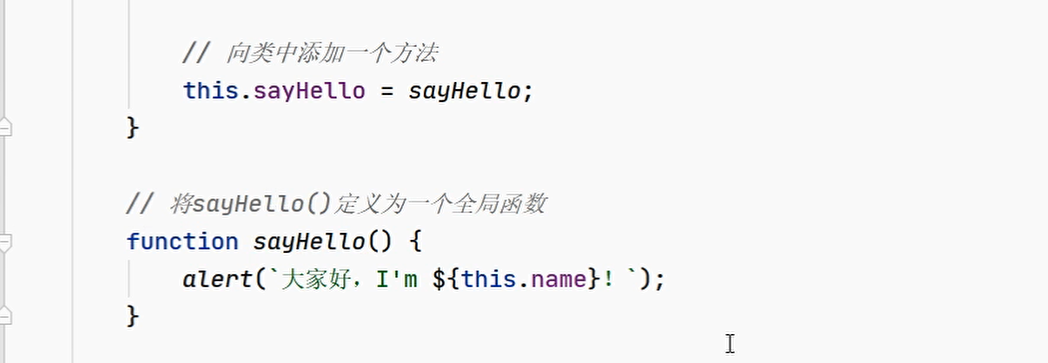 // 向类中添加一个方法
this.sayHello = sayHello;
}
// 将sayHello()定义为一个全局函数
function sayHello() {
alert(`大家好，I'm ${this.name}！`);
}